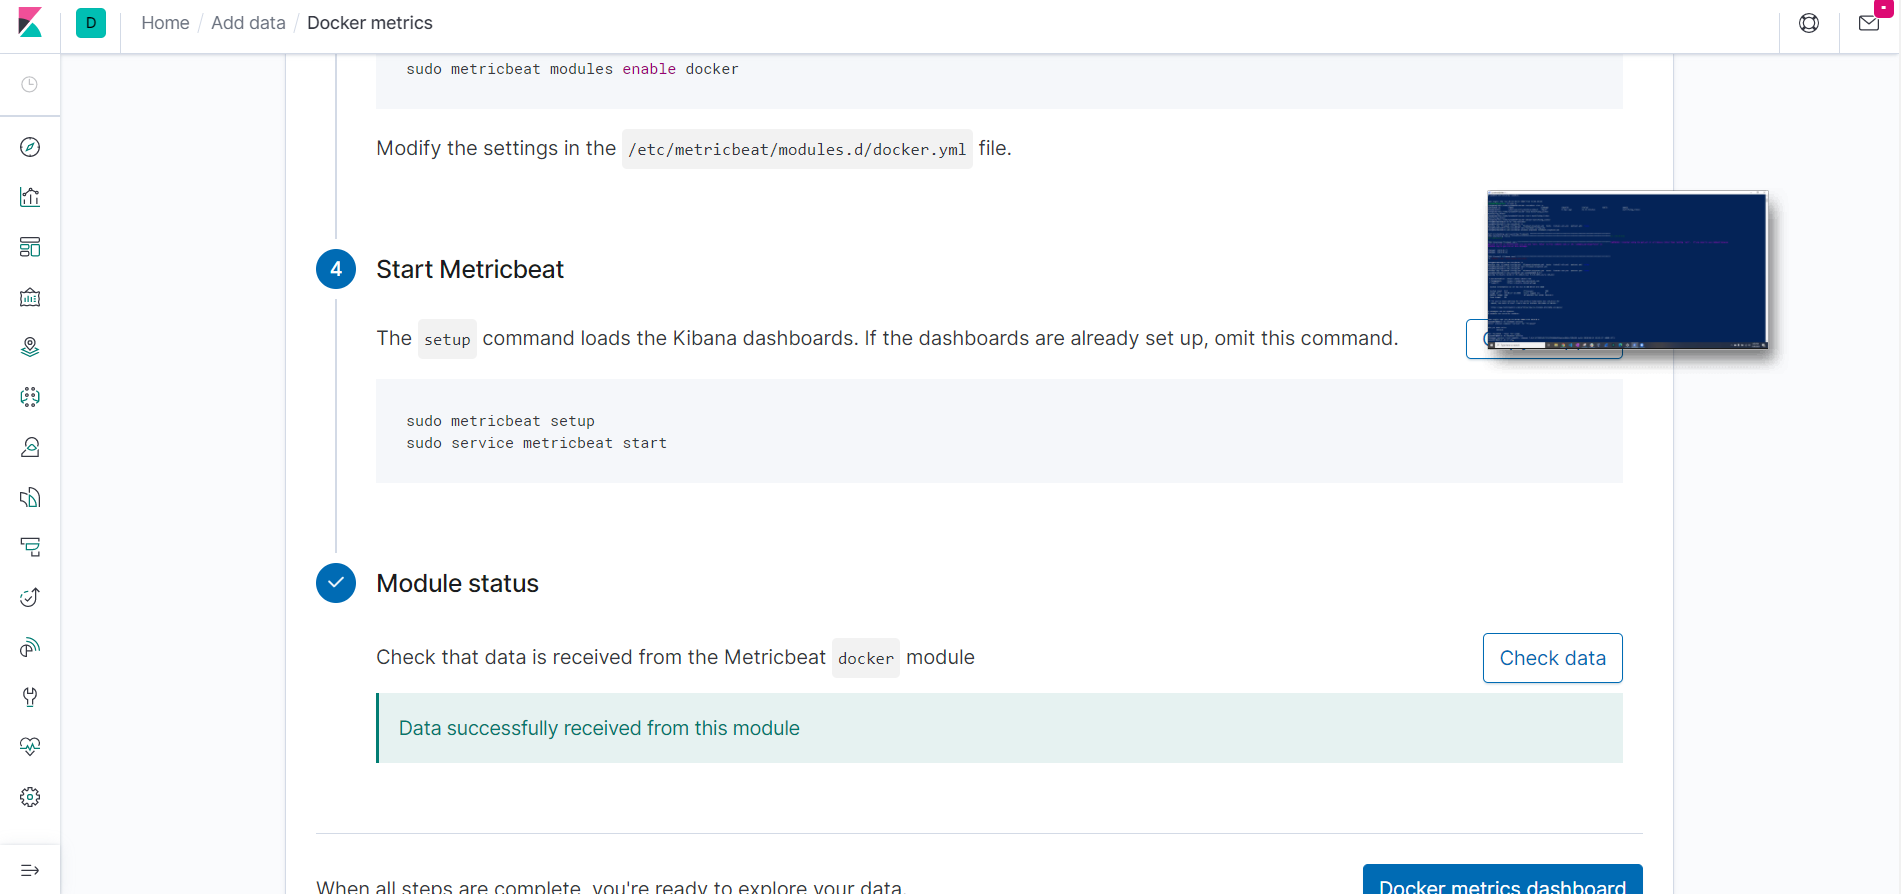 D Home / Add data / Docker metrics
sudo metricbeat modules enable docker
Modify the settings in the /etc/metricbeat/modules.d/docker.yml file.
4 Start Metricbeat
The setup command loads the Kibana dashboards. If the dashboards are already set up, omit this command.
sudo metricbeat setup
sudo service metricbeat start
Module status
Check that data is received from the Metricbeat docker module
Check data
Data successfully received from this module
When all steps are complete, you're ready to explore your data.
Docker metrics dashboard